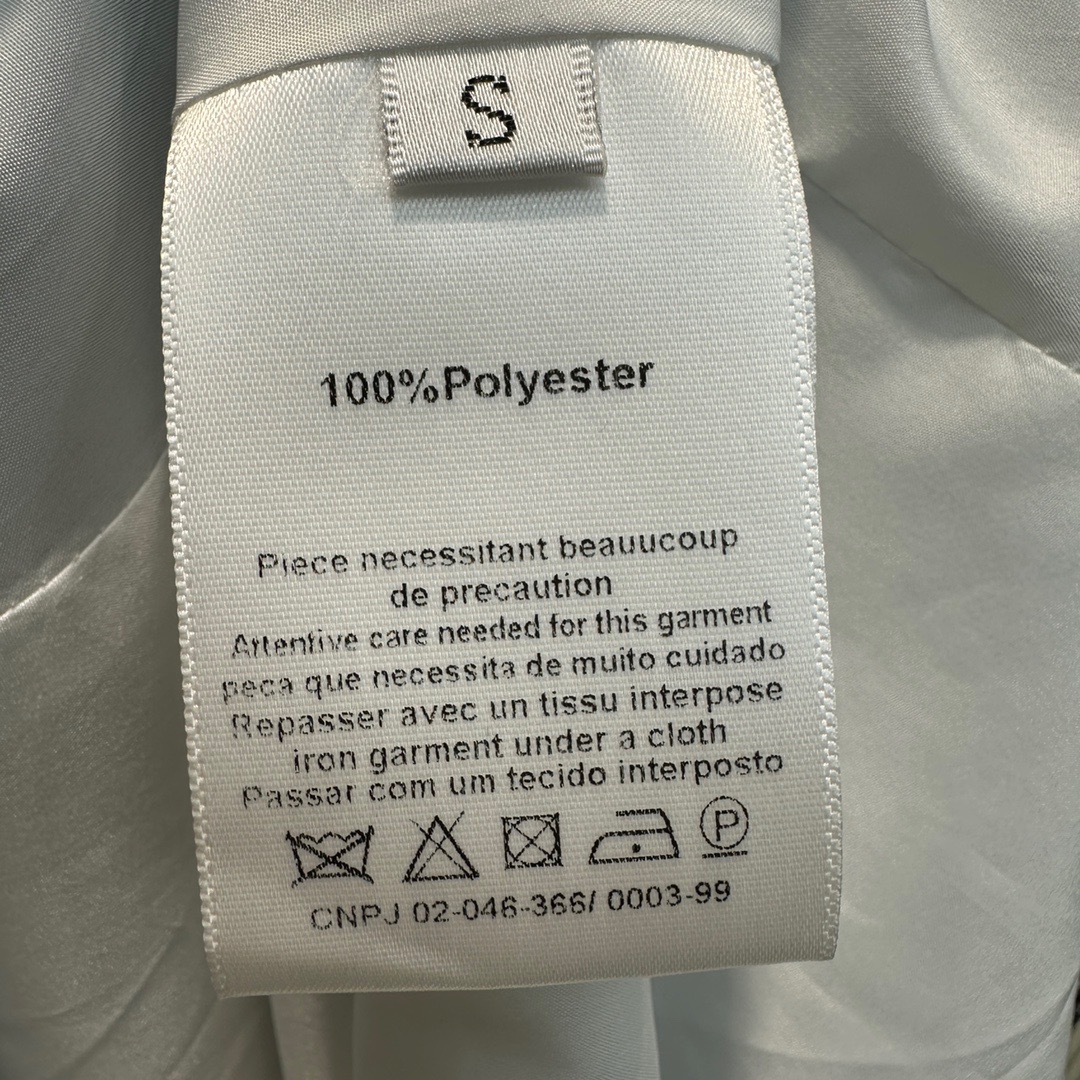 S
100%Polyester
Piece necessitant beauucoup
de precaution
Attentive care needed for this garment
peca que necessita de muito cuidado
Repasser avec un tissu interpose
iron garment under a cloth
Passar com um tecido interposto
P
CNPJ 02-046-366/ 0003-99